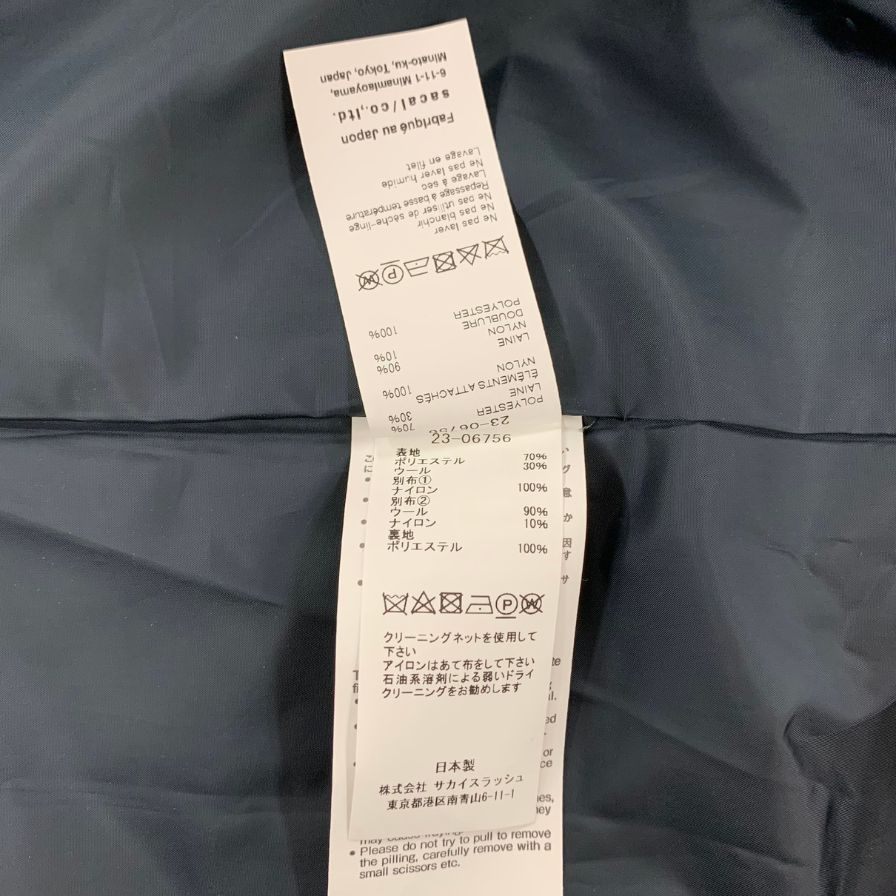 Minato-ku, Tokyo, Japan
6-11-1 Minamiaoyama,
sacai/co.,ltd.
Fabriqué au Japon
Lavage en filet
Ne pas laver humide
Lavage à sec
Repassage à basse température
Ne pas utiliser de sèche-linge
Ne pas blanchir
Ne pas laver
POLYESTER 100%
DOUBLURE
NYLON 10%
LAINE 90%
NYLON 100%
ÉLÉMENTS ATTACHÉS
LAINE 30%
POLYESTER 70%
23-06756
23-06756
表地
ポリエステル 70%
ウール 30%
別布①
ナイロン 100%
別布②
ウール 90%
ナイロン 10%
裏地
ポリエステル 100%
クリーニングネットを使用して
下さい
アイロンはあて布をして下さい
石油系溶剤による弱いドライ
クリーニングをお勧めします
日本製
株式会社 サカイスラッシュ
東京都港区南青山6-11-1
may cause fraying.
• Please do not try to pull to remove
the pilling, carefully remove with a
small scissors etc.